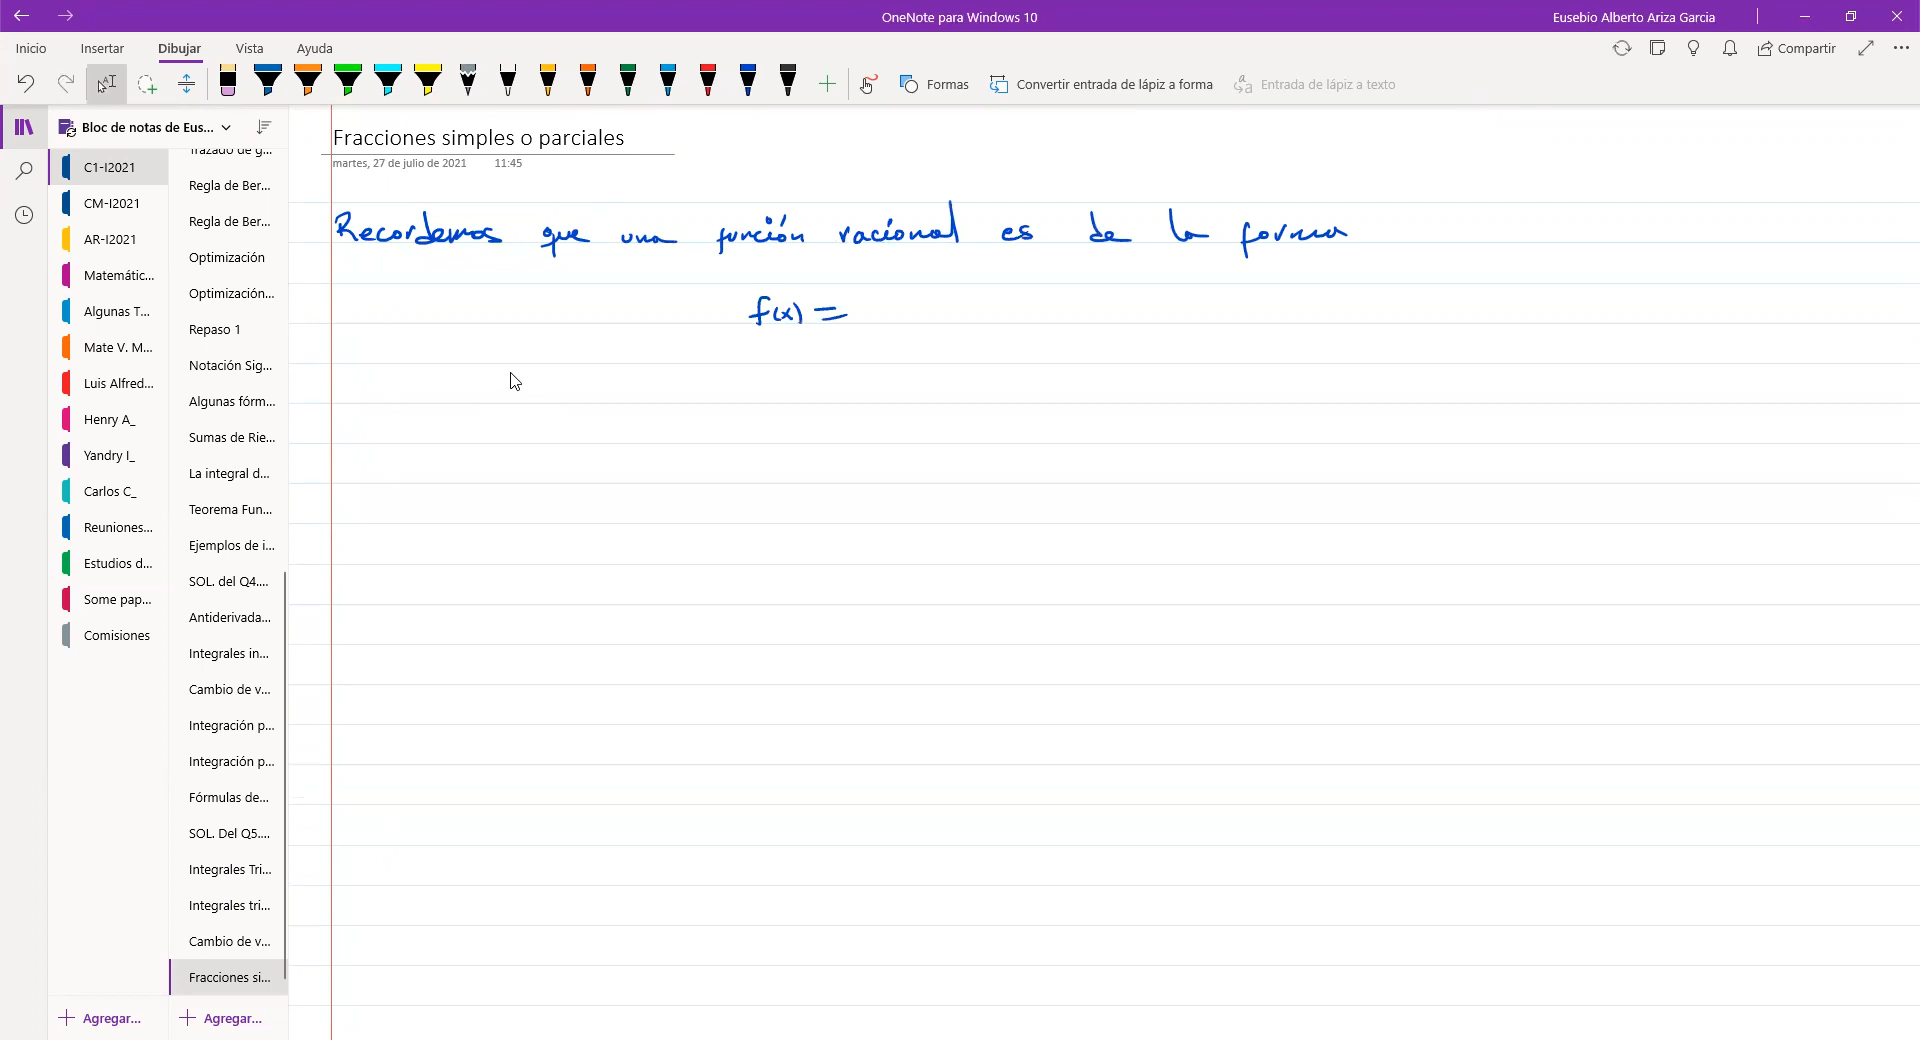 OneNote para Windows 10
Eusebio Alberto Ariza Garcia
Inicio
Insertar
Dibujar
Vista
Ayuda
Compartir
Formas
Convertir entrada de lápiz a forma
Entrada de lápiz a texto
Bloc de notas de Eus...
C1-I2021
CM-I2021
AR-I2021
Matemátic...
Algunas T...
Mate V. M...
Luis Alfred...
Henry A_
Yandry I_
Carlos C_
Reuniones...
Estudios d...
Some pap...
Comisiones
Agregar...
Trazado de g...
Regla de Ber...
Regla de Ber...
Optimización
Optimización...
Repaso 1
Notación Sig...
Algunas fórm...
Sumas de Rie...
La integral d...
Teorema Fun...
Ejemplos de i...
SOL. del Q4....
Antiderivada...
Integrales in...
Cambio de v...
Integración p...
Integración p...
Fórmulas de...
SOL. Del Q5....
Integrales Tri...
Integrales tri...
Cambio de v...
Fracciones si...
Agregar...
Fracciones simples o parciales
martes, 27 de julio de 2021 11:45
Recordemos que una función racional es de la forma
f(x) =